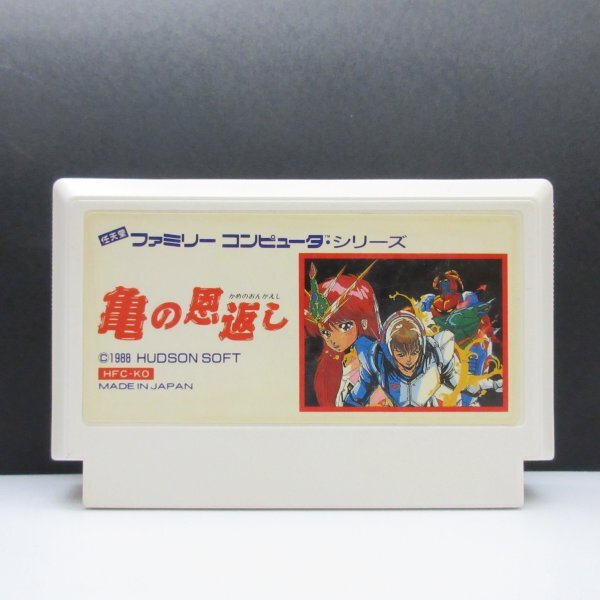 任天堂 ファミリー コンピュータ™シリーズ
かめのおんがえし
亀の恩返し
©1988 HUDSON SOFT
HFC-KO
MADE IN JAPAN